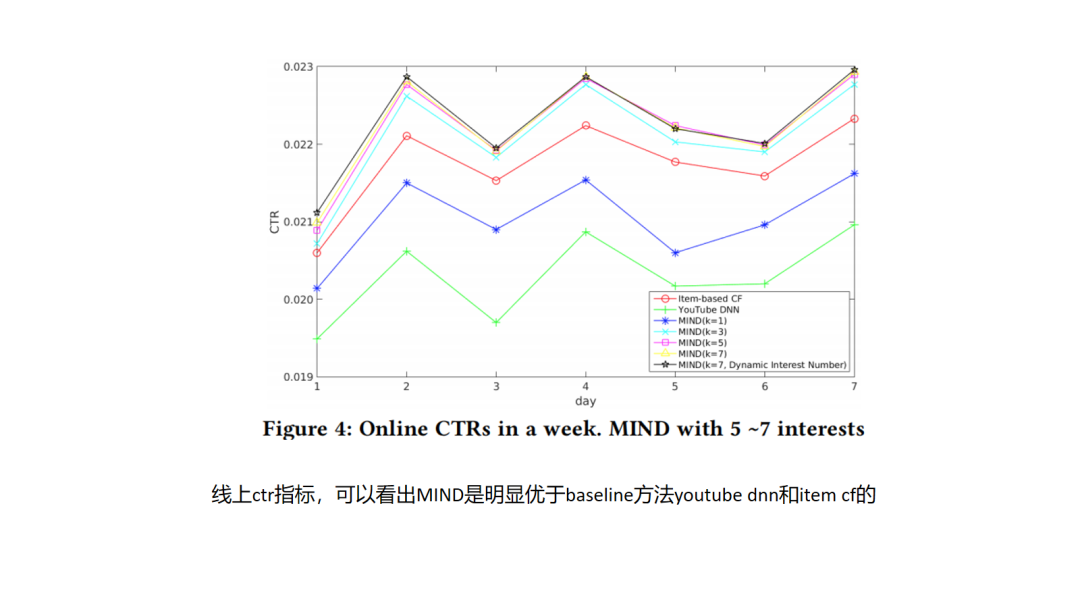 0.023
0.022
0.021
0.020
0.019
CTR
1 2 3 4 5 6 7
day
Item-based CF
YouTube DNN
MIND(k=1)
MIND(k=3)
MIND(k=5)
MIND(k=7)
MIND(k=7, Dynamic Interest Number)
Figure 4: Online CTRs in a week. MIND with 5 ~7 interests
线上ctr指标，可以看出MIND是明显优于baseline方法youtube dnn和item cf的